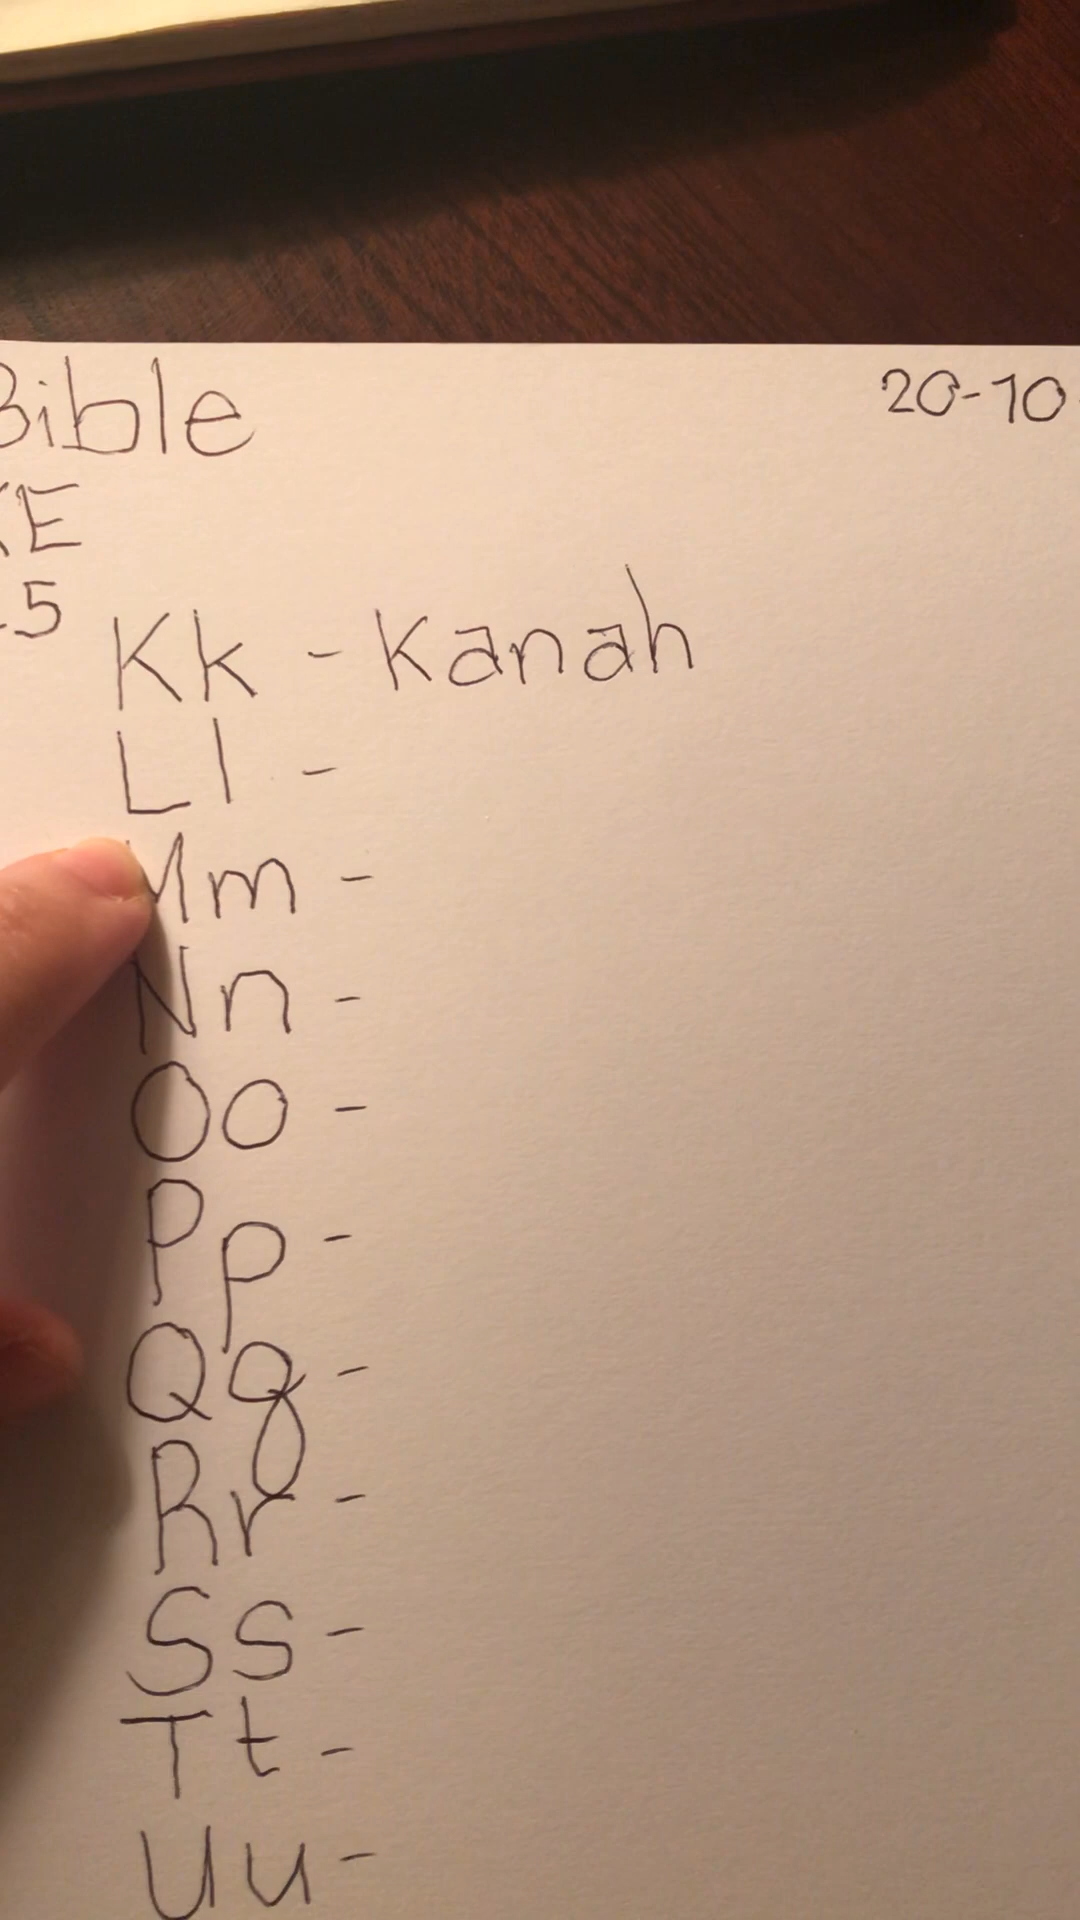 Bible 20-10
KE
-5
Kk - Kanah
Ll -
Mm -
Nn -
Oo -
Pp -
Qq -
Rr -
Ss -
Tt -
Uu -